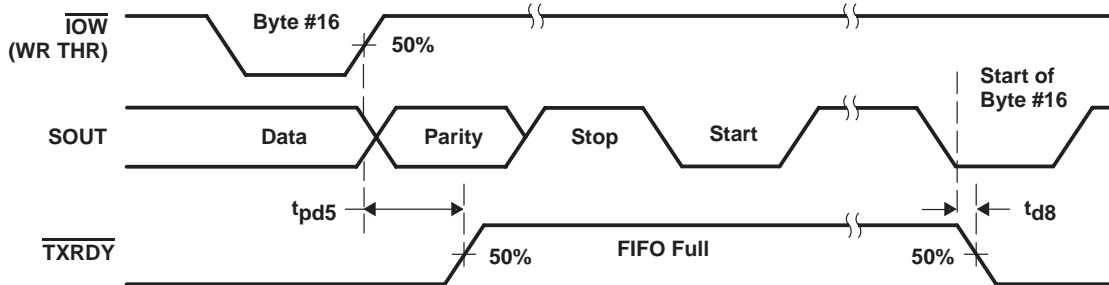 IOW
(WR THR)
Byte #16
50%
Start of
Byte #16
SOUT
Data
Parity
Stop
Start
tpd5
td8
TXRDY
50%
FIFO Full
50%